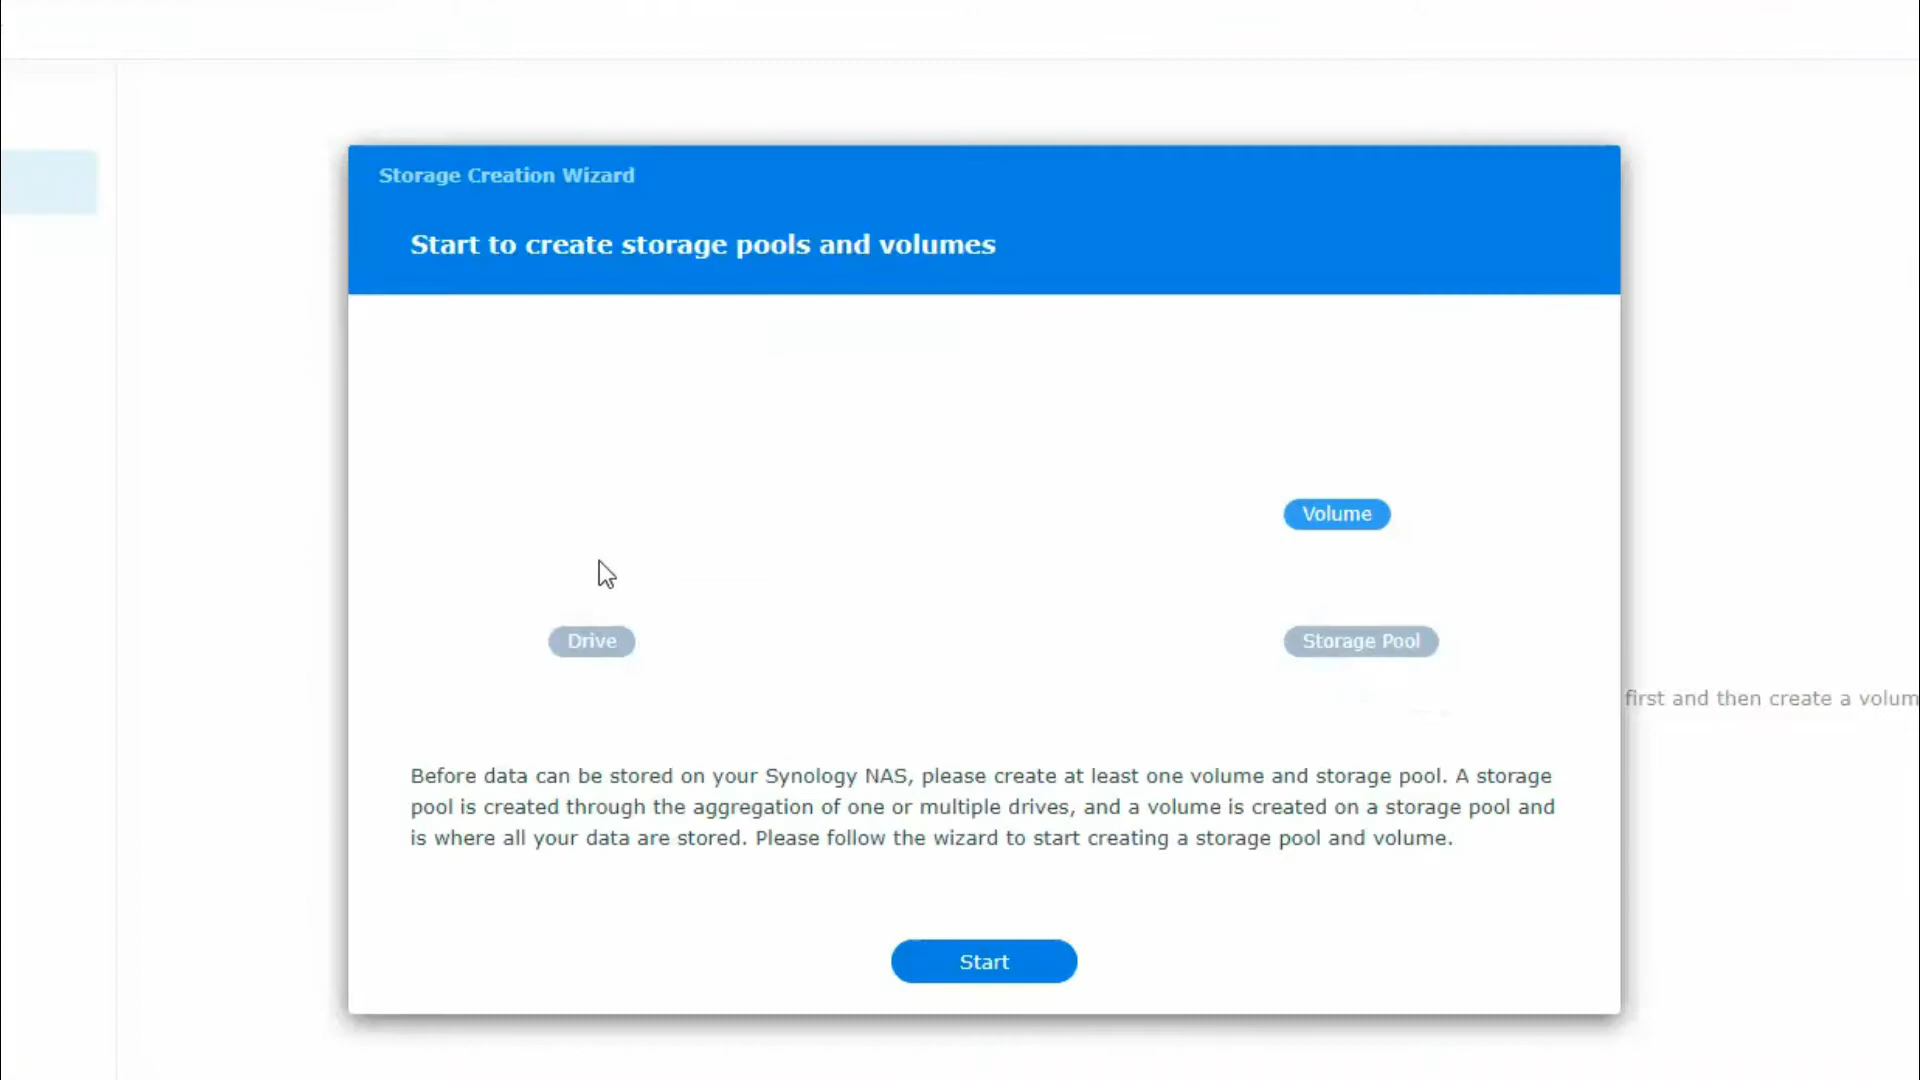 Storage Creation Wizard
Start to create storage pools and volumes
Volume
Drive
Storage Pool
first and then create a volum
Before data can be stored on your Synology NAS, please create at least one volume and storage pool. A storage
pool is created through the aggregation of one or multiple drives, and a volume is created on a storage pool and
is where all your data are stored. Please follow the wizard to start creating a storage pool and volume.
Start